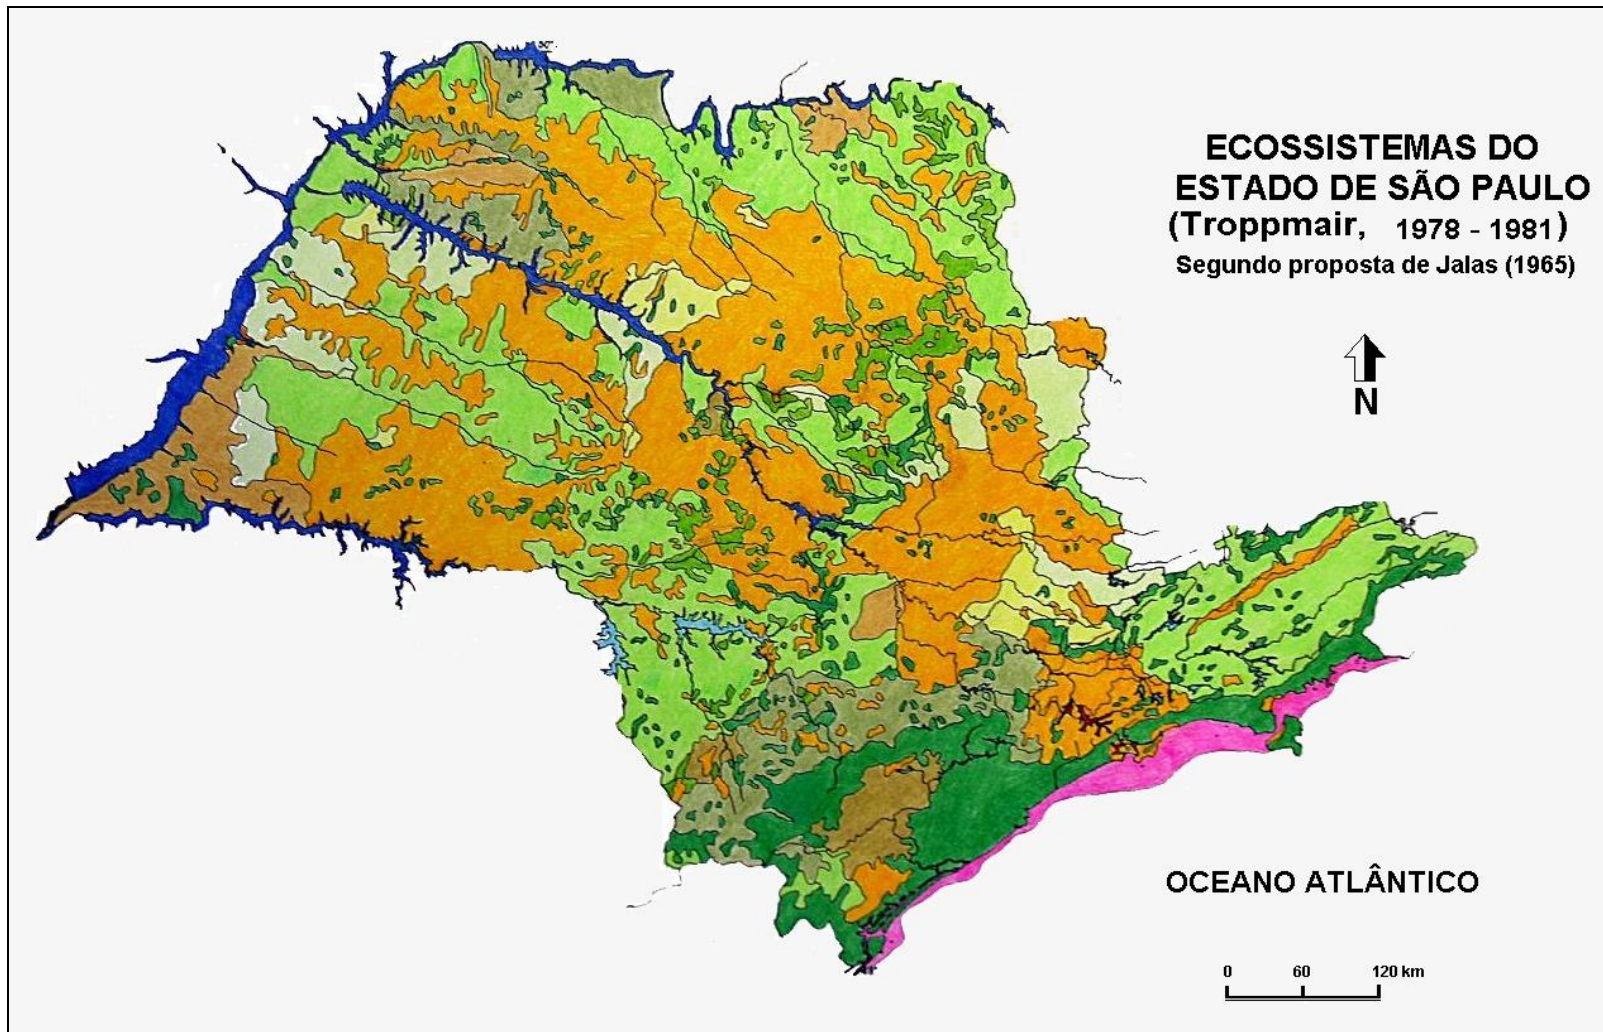 ECOSSISTEMAS DO
ESTADO DE SÃO PAULO
(Troppmair, 1978 - 1981)
Segundo proposta de Jalas (1965)
N
OCEANO ATLÂNTICO
0 60 120 km